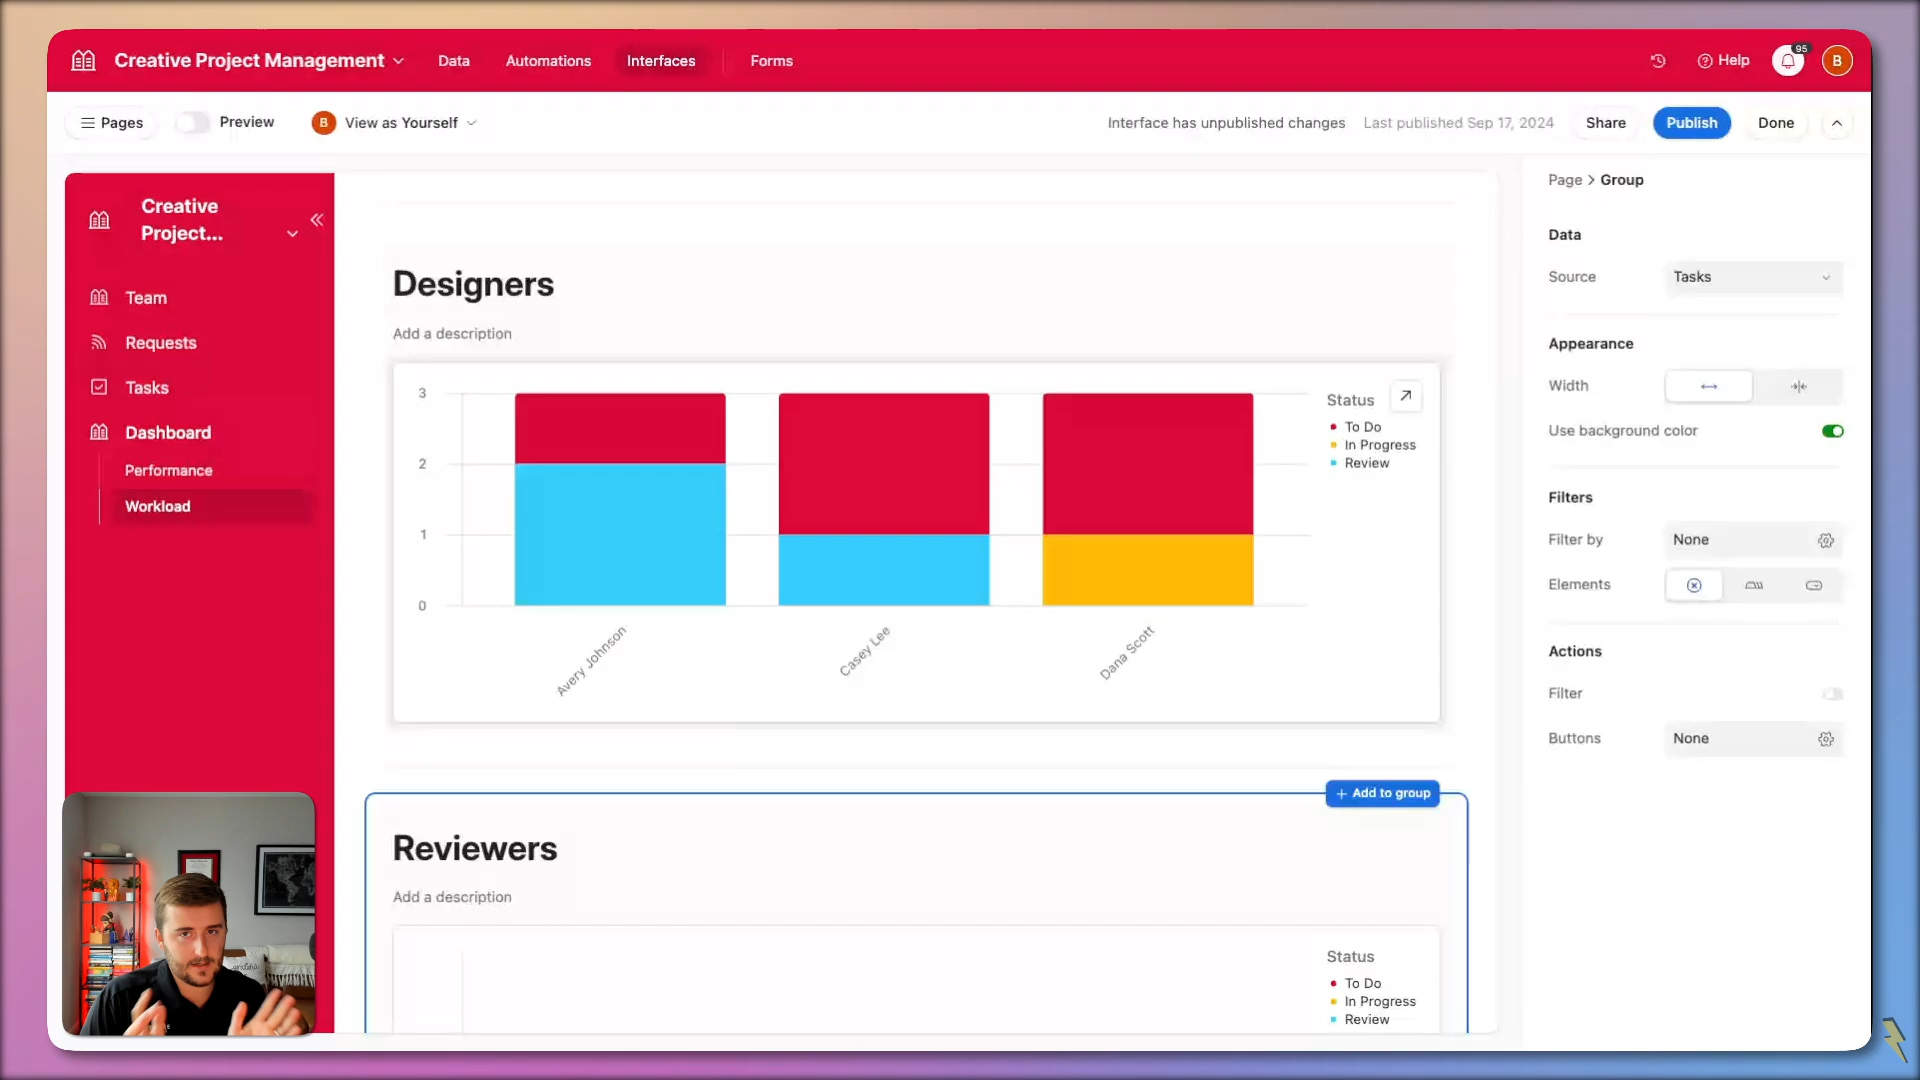 Creative Project Management
Data
Automations
Interfaces
Forms
Help
95
B
Pages
Preview
B
View as Yourself
Interface has unpublished changes
Last published Sep 17, 2024
Share
Publish
Done
Creative
Project...
Team
Requests
Tasks
Dashboard
Performance
Workload
Designers
Add a description
3
2
1
0
Avery Johnson
Casey Lee
Dana Scott
Status
To Do
In Progress
Review
+ Add to group
Reviewers
Add a description
Status
To Do
In Progress
Review
Page > Group
Data
Source
Tasks
Appearance
Width
Use background color
Filters
Filter by
None
Elements
Actions
Filter
Buttons
None